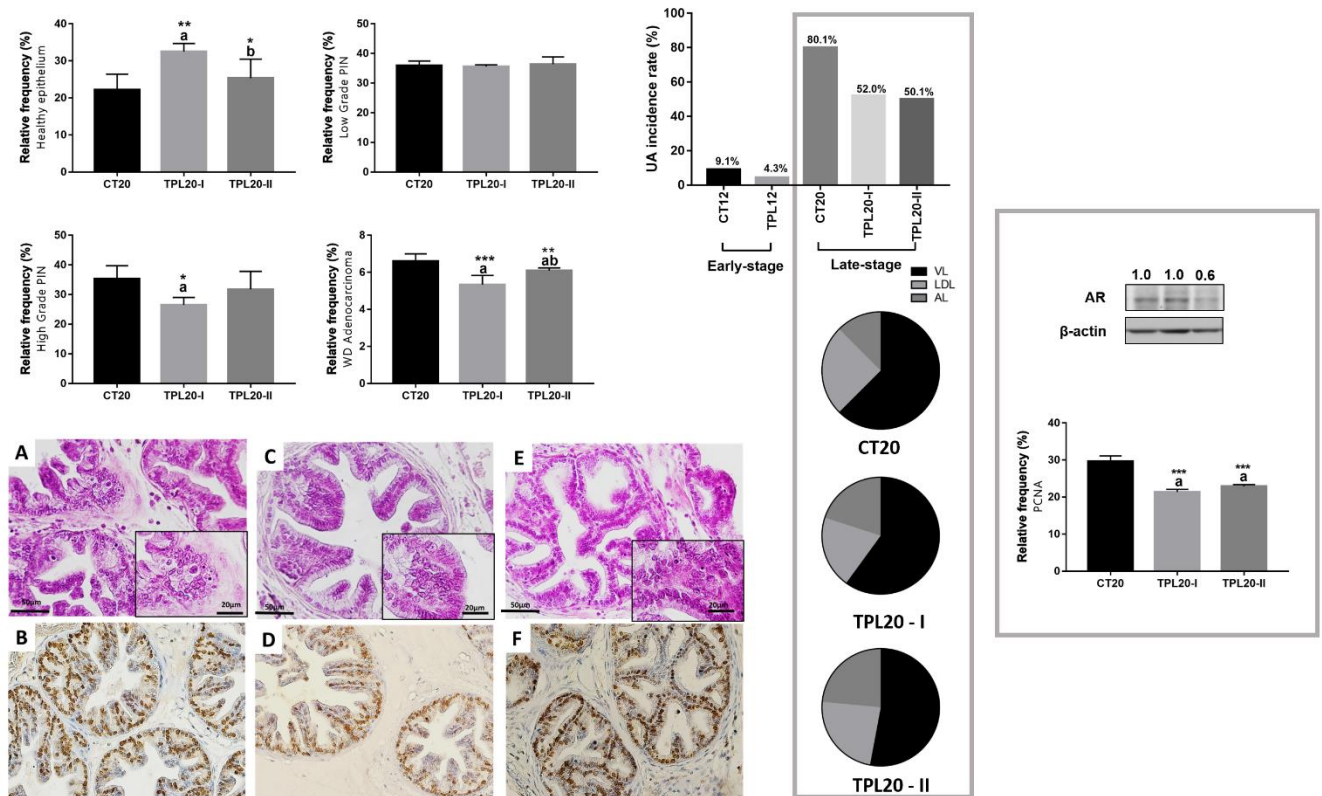 Relative frequency (%)
Healthy epithelium
40
30
20
10
0
**
a
*
b
CT20
TPL20-I
TPL20-II
Relative frequency (%)
Low Grade PIN
50
40
30
20
10
0
CT20
TPL20-I
TPL20-II
Relative frequency (%)
High Grade PIN
50
40
30
20
10
0
*
a
CT20
TPL20-I
TPL20-II
Relative frequency (%)
WD Adenocarcinoma
8
6
4
2
0
***
a
**
ab
CT20
TPL20-I
TPL20-II
UA incidence rate (%)
100
80
60
40
20
0
9.1%
4.3%
80.1%
52.0%
50.1%
CT12
TPL12
CT20
TPL20-I
TPL20-II
Early-stage
Late-stage
VL
LDL
AL
CT20
TPL20 - I
TPL20 - II
1.0 1.0 0.6
AR
β-actin
Relative frequency (%)
PCNA
40
30
20
10
0
***
a
***
a
CT20
TPL20-I
TPL20-II
A
50µm
20µm
C
50µm
20µm
E
50µm
20µm
B
D
F